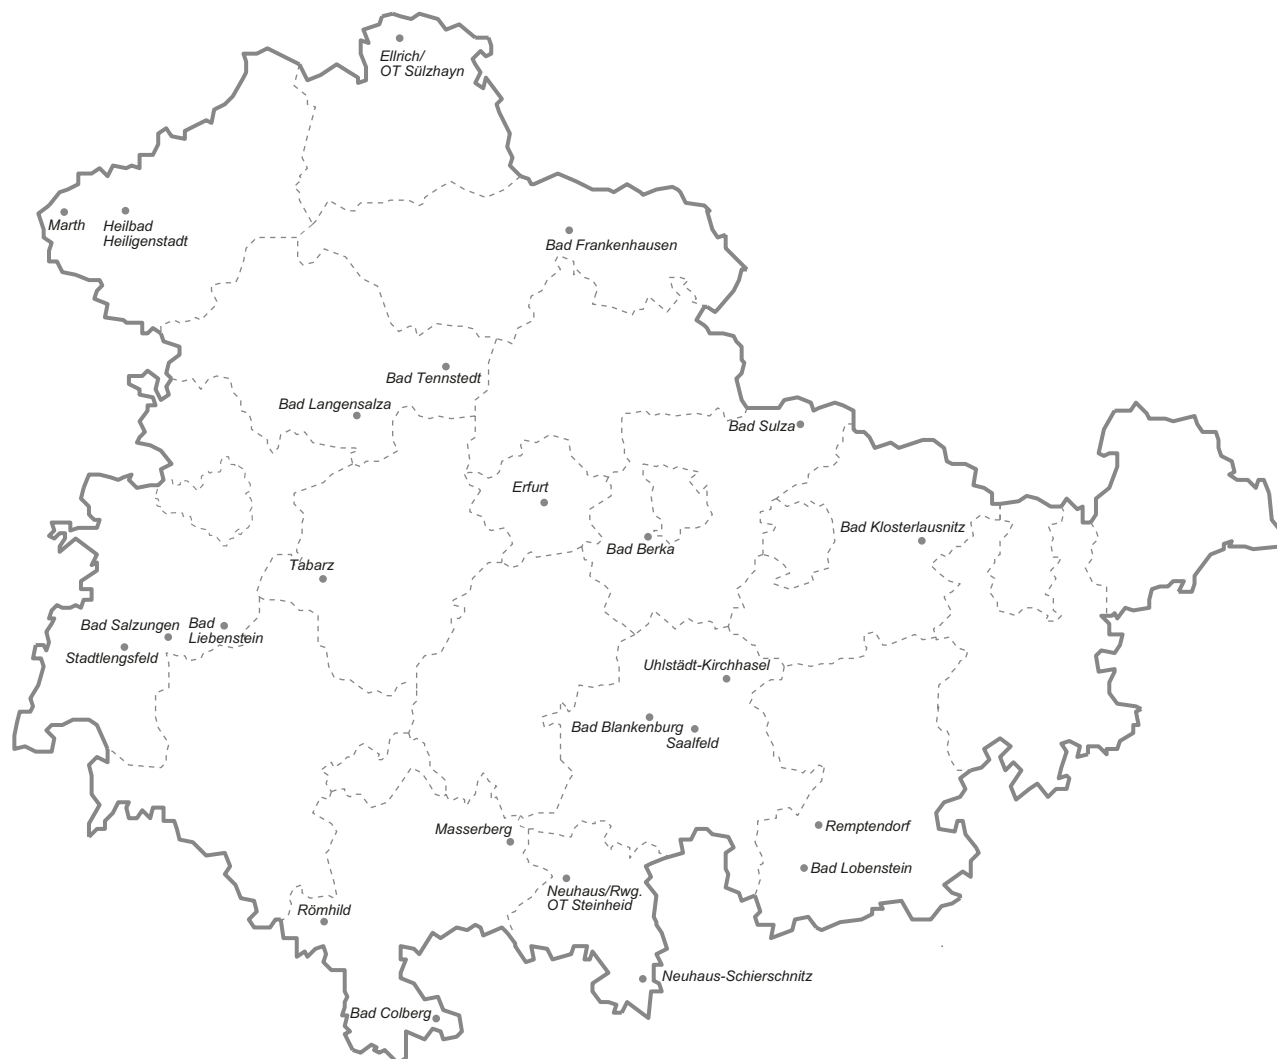 Ellrich/
OT Sülzhayn
Marth
Heilbad
Heiligenstadt
Bad Frankenhausen
Bad Tennstedt
Bad Langensalza
Bad Sulza
Erfurt
Bad Klosterlausnitz
Bad Berka
Tabarz
Bad Salzungen
Bad
Liebenstein
Stadtlengsfeld
Uhlstädt-Kirchhasel
Bad Blankenburg
Saalfeld
Masserberg
Remptendorf
Bad Lobenstein
Neuhaus/Rwg.
OT Steinheid
Römhild
Neuhaus-Schierschnitz
Bad Colberg